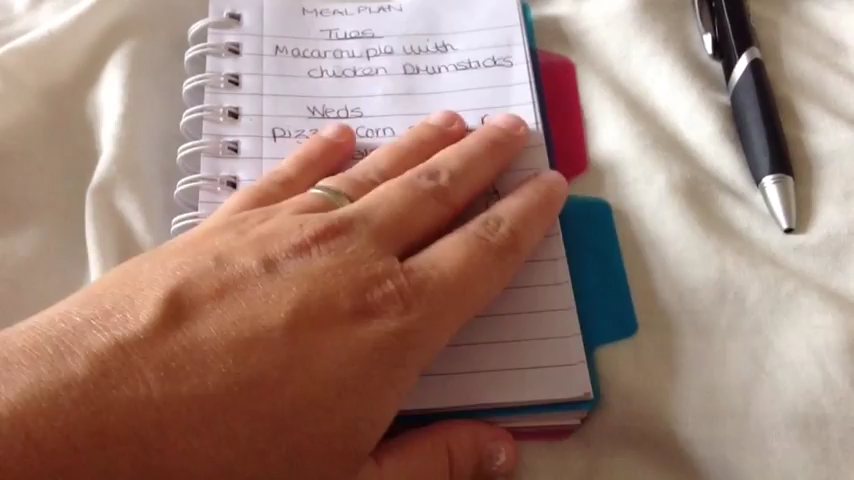 MEALPLAN
Tues
Macaroni pie with
chicken Drumsticks
Weds
Pizza Corn